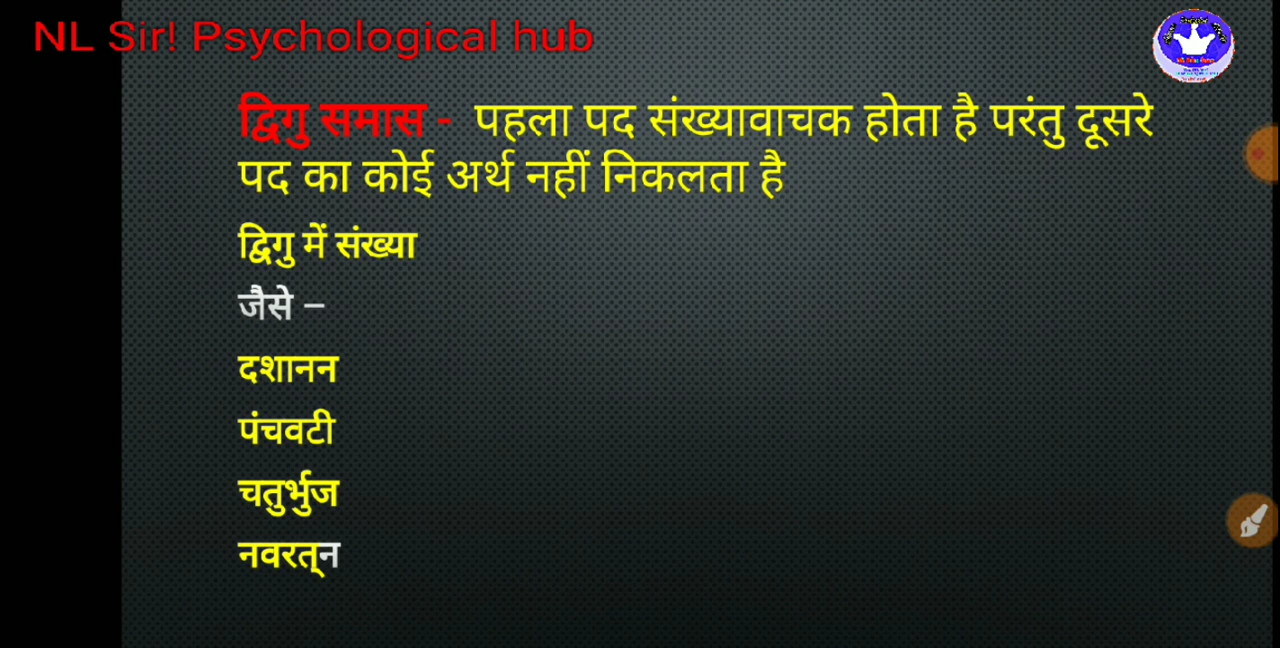 NL Sir! Psychological hub
द्विगु समास - पहला पद संख्यावाचक होता है परंतु दूसरे
पद का कोई अर्थ नहीं निकलता है
द्विगु में संख्या
जैसे –
दशानन
पंचवटी
चतुर्भुज
नवरत्न